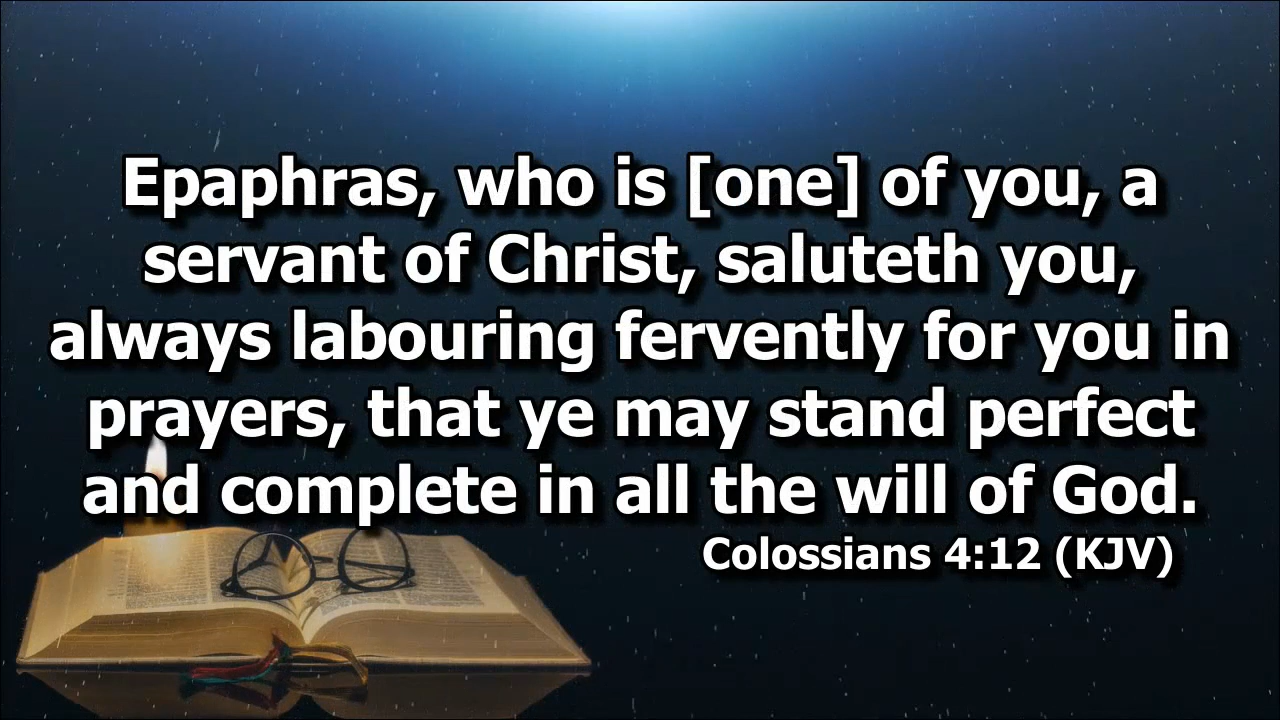 Epaphras, who is [one] of you, a
servant of Christ, saluteth you,
always labouring fervently for you in
prayers, that ye may stand perfect
and complete in all the will of God.
Colossians 4:12 (KJV)